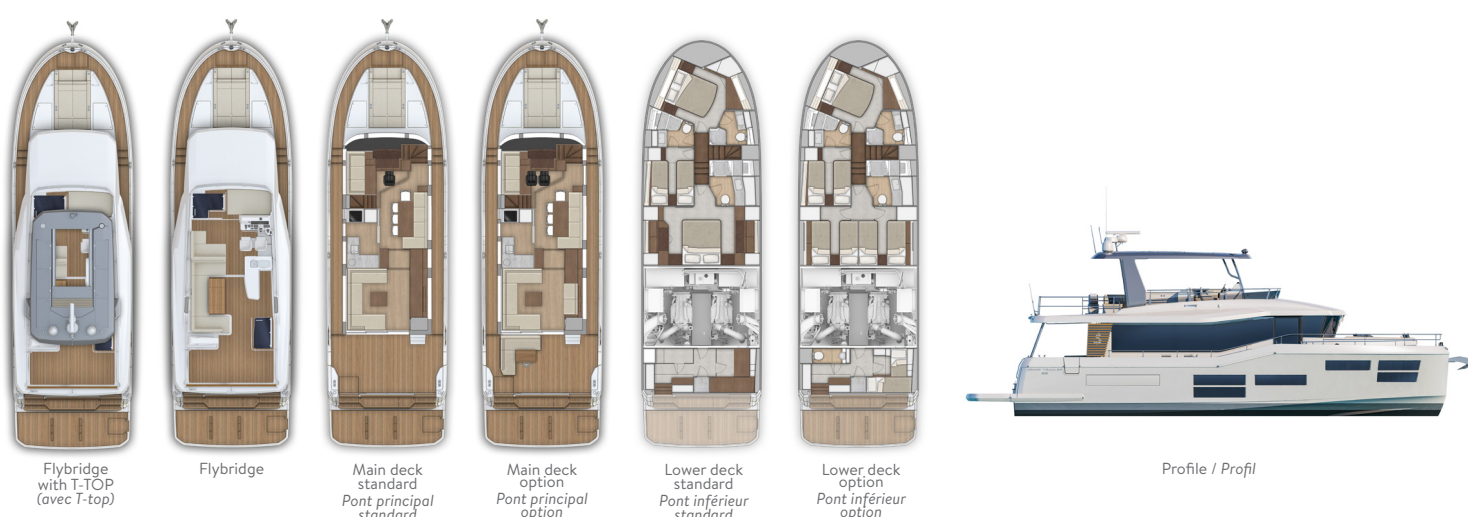 Flybridge
with T-TOP
(avec T-top)
Flybridge
Main deck
standard
Pont principal
standard
Main deck
option
Pont principal
option
Lower deck
standard
Pont inférieur
standard
Lower deck
option
Pont inférieur
option
Profile / Profil